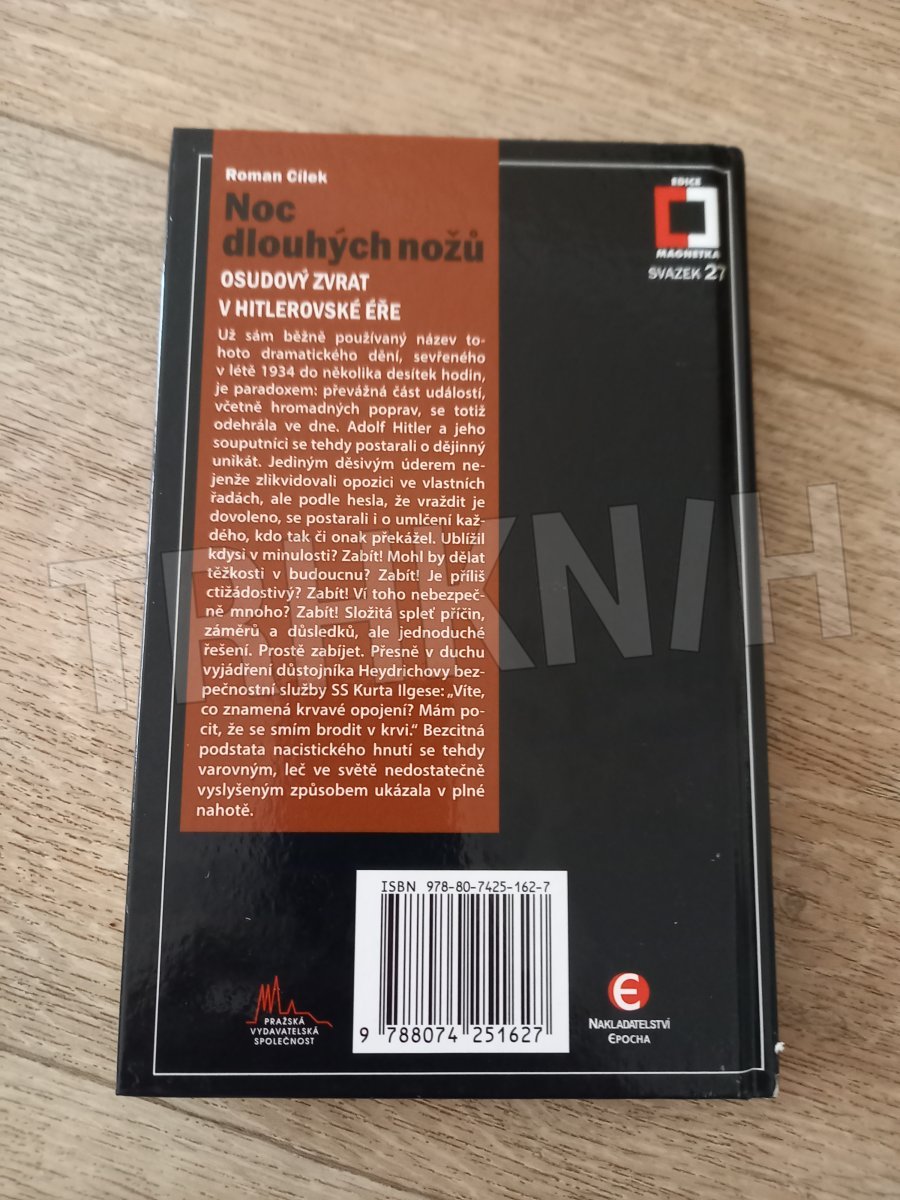 Roman Cílek
Noc
dlouhých nožů
OSUDOVÝ ZVRAT
V HITLEROVSKÉ ÉŘE
Už sám běžně používaný název to-
hoto dramatického dění, sevřeného
v létě 1934 do několika desítek hodin,
je paradoxem: převážná část událostí,
včetně hromadných poprav, se totiž
odehrála ve dne. Adolf Hitler a jeho
souputníci se tehdy postarali o dějinný
unikát. Jediným děsivým úderem ne-
jenže zlikvidovali opozici ve vlastních
řadách, ale podle hesla, že vraždit je
dovoleno, se postarali i o umlčení kaž-
dého, kdo tak či onak překážel. Ublížil
kdysi v minulosti? Zabít! Mohl by dělat
těžkosti v budoucnu? Zabít! Je příliš
ctižádostivý? Zabít! Ví toho nebezpeč-
ně mnoho? Zabít! Složitá spleť příčin,
záměrů a důsledků, ale jednoduché
řešení. Prostě zabíjet. Přesně v duchu
vyjádření důstojníka Heydrichovy bez-
pečnostní služby SS Kurta Ilgese: „Víte,
co znamená krvavé opojení? Mám po-
cit, že se smím brodit v krvi.“ Bezcitná
podstata nacistického hnutí se tehdy
varovným, leč ve světě nedostatečně
vyslyšeným způsobem ukázala v plné
nahotě.
EDICE
MAGNETKA
SVAZEK 27
TRHKNIH
ISBN 978-80-7425-162-7
9 788074 251627
PRAŽSKÁ
VYDAVATELSKÁ
SPOLEČNOST
NAKLADATELSTVÍ
EPOCHA